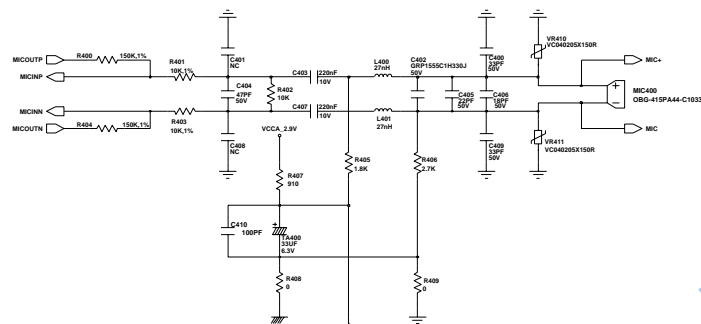 MICOUTP
R400
150K,1%
MICINP
R401
10K,1%
C401
NC
C403
220nF
10V
L400
27nH
C402
GRP1555C1H330J
50V
C400
33PF
50V
VR410
VC040205X150R
MIC+
C404
47PF
50V
R402
10K
C405
22PF
50V
C406
18PF
50V
MIC400
OBG-415PA44-C1033
MICINN
MICOUTN
R404
150K,1%
R403
10K,1%
C407
220nF
10V
L401
27nH
MIC
C408
NC
VCCA_2.9V
C409
33PF
50V
VR411
VC040205X150R
R405
1.8K
R406
2.7K
R407
910
C410
100PF
+
TA400
33UF
6.3V
R408
0
R409
0